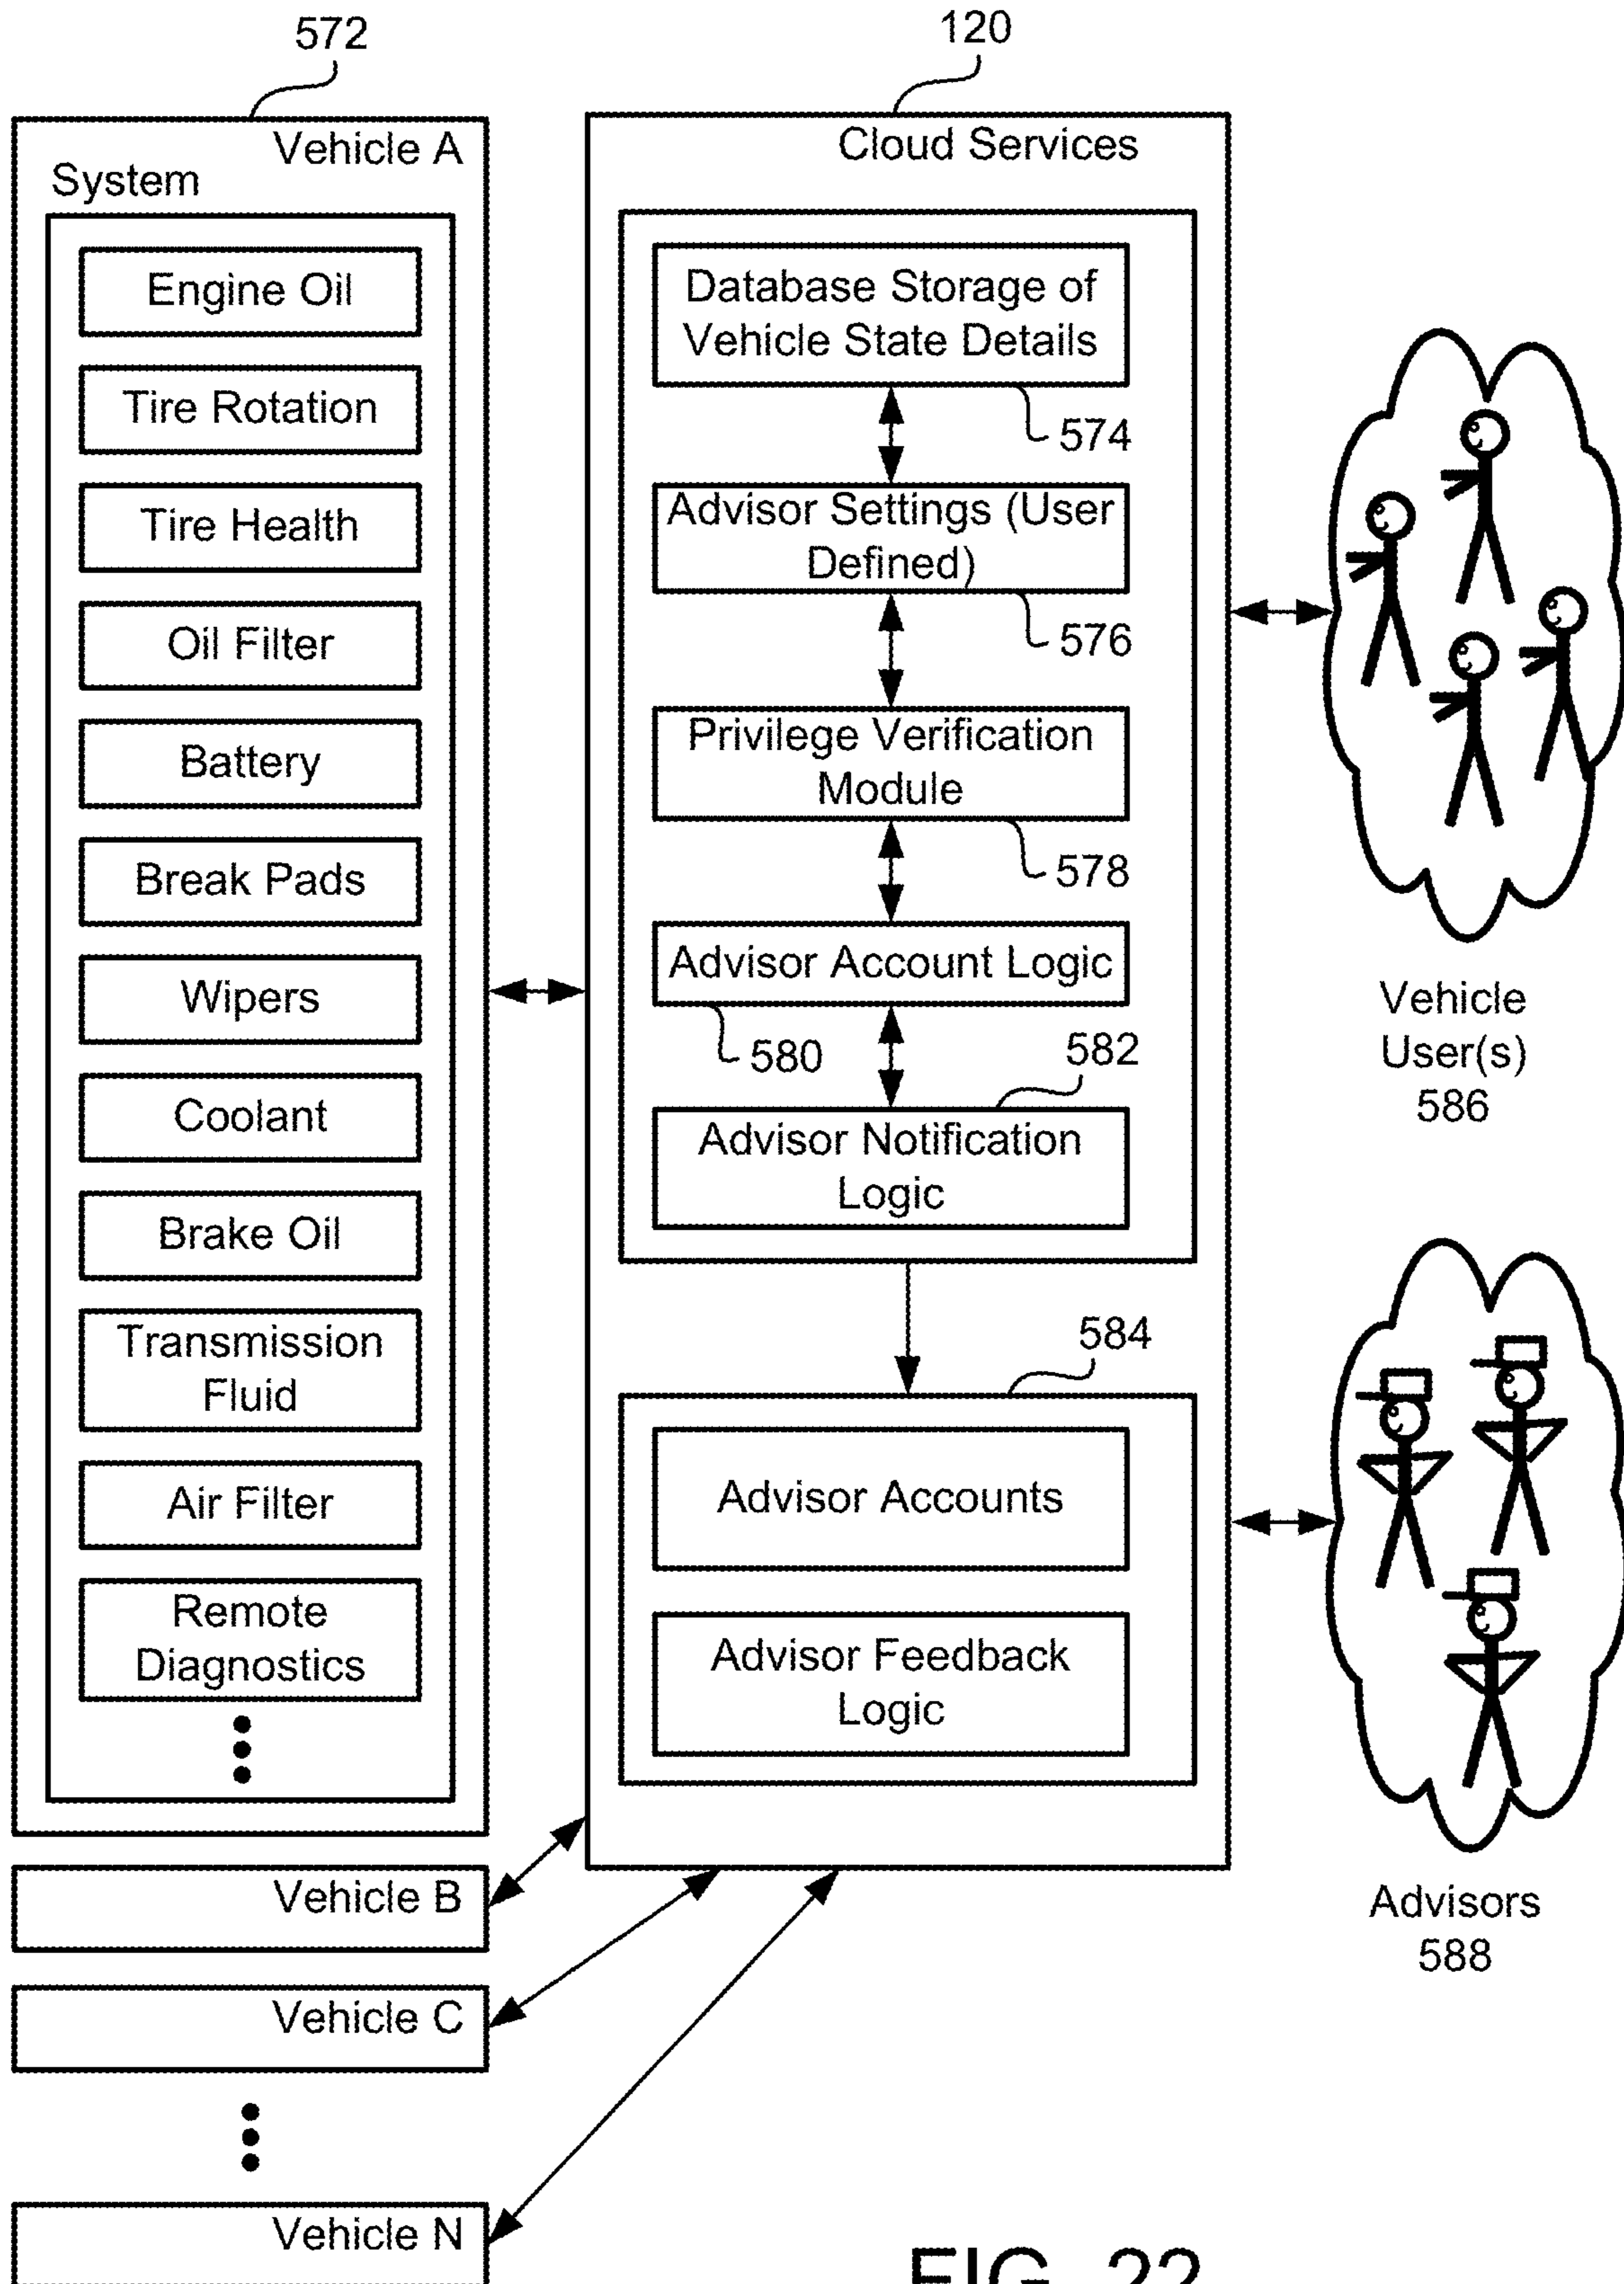 572
120
Vehicle A
System
Engine Oil
Tire Rotation
Tire Health
Oil Filter
Battery
Break Pads
Wipers
Coolant
Brake Oil
Transmission
Fluid
Air Filter
Remote
Diagnostics
Vehicle B
Vehicle C
Vehicle N
Cloud Services
Database Storage of
Vehicle State Details
574
Advisor Settings (User
Defined)
576
Privilege Verification
Module
578
Advisor Account Logic
580
582
Advisor Notification
Logic
584
Advisor Accounts
Advisor Feedback
Logic
Vehicle
User(s)
586
Advisors
588
FIG. 22